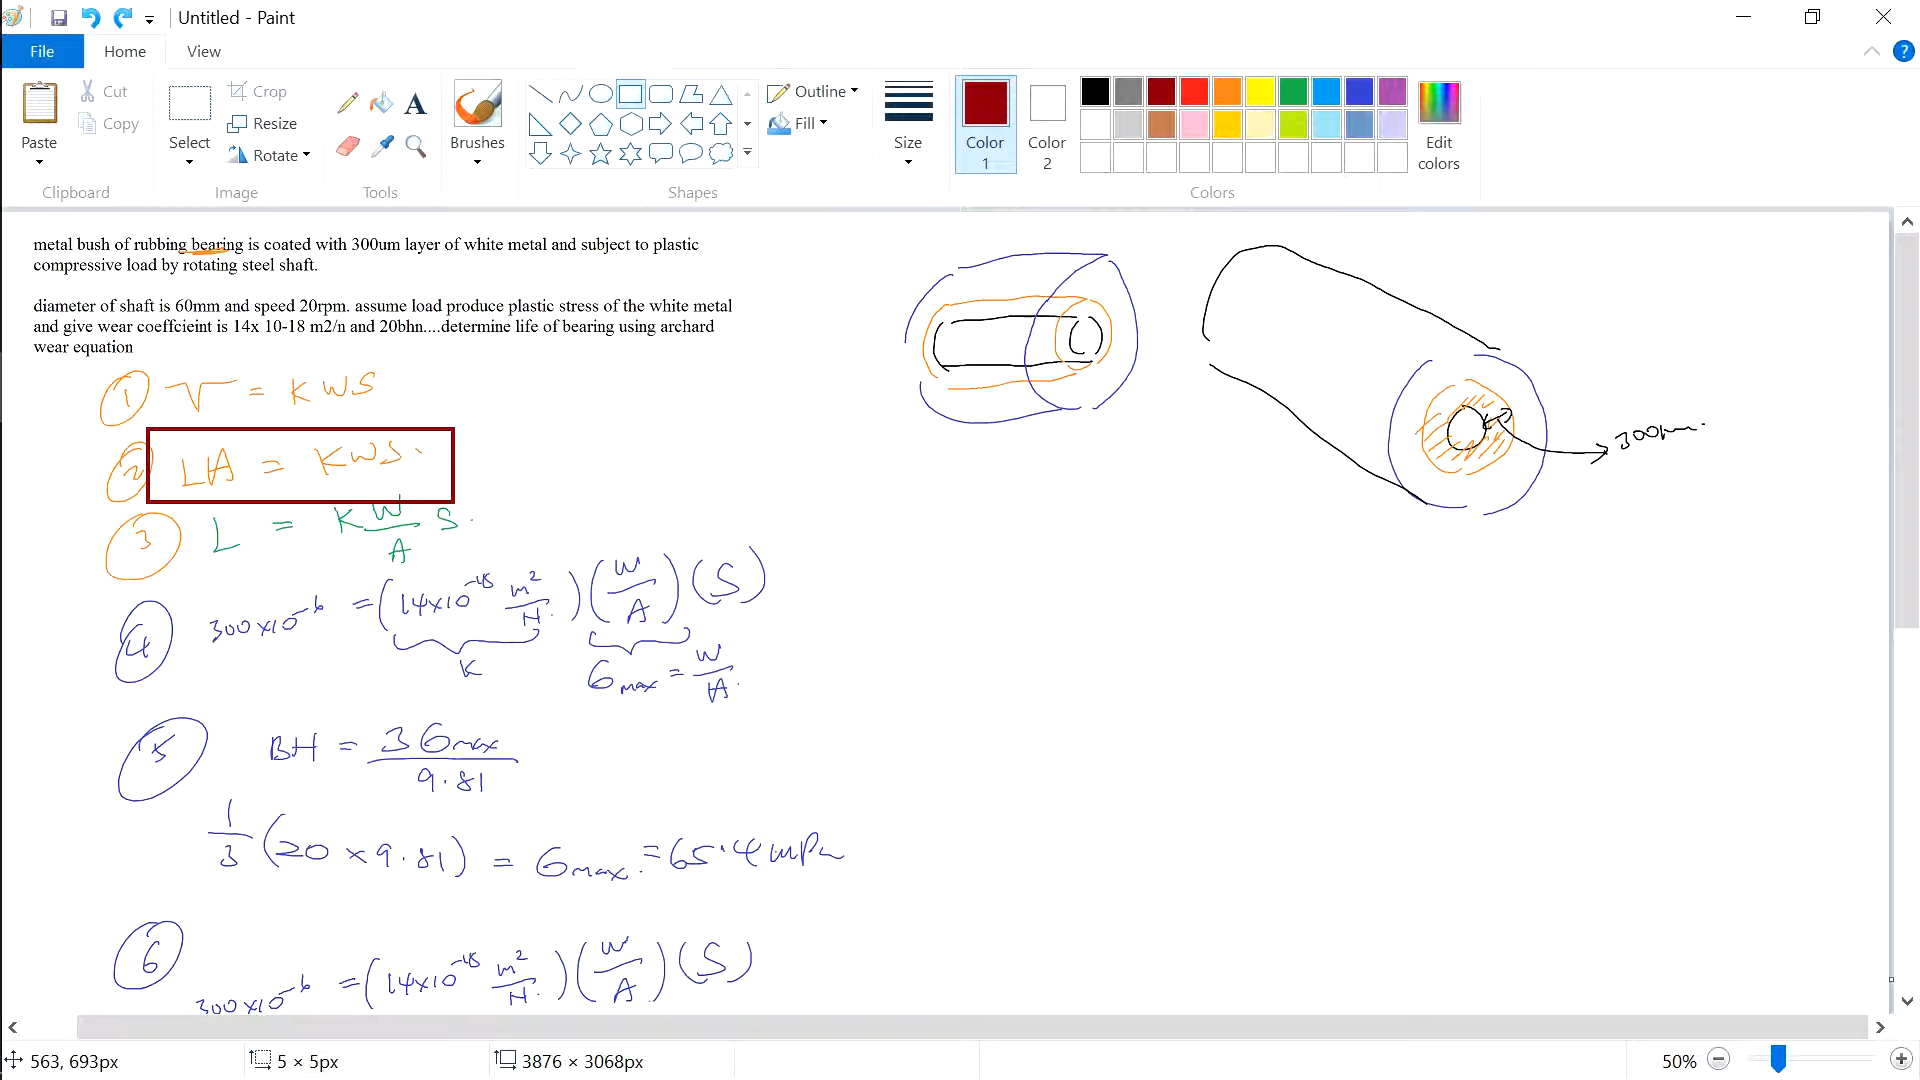 Untitled - Paint
File
Home
View
Paste
Cut
Copy
Clipboard
Select
Crop
Resize
Rotate
Image
A
Tools
Brushes
Shapes
Outline
Fill
Size
Color
1
Color
2
Edit
colors
Colors
metal bush of rubbing bearing is coated with 300um layer of white metal and subject to plastic
compressive load by rotating steel shaft.
diameter of shaft is 60mm and speed 20rpm. assume load produce plastic stress of the white metal
and give wear coeffcieint is 14x 10-18 m2/n and 20bhn....determine life of bearing using archard
wear equation
① V = KWS
② LA = KWS.
③ L = K W/A S.
④ 300x10^-6 = (14x10^-18 m^2/N.) (W/A) (S)
K
σmax = W/A.
⑤ BH = 3σmax / 9.81
1/3 (20 x 9.81) = σmax. = 65.4 mPa
⑥ 300x10^-6 = (14x10^-18 m^2/N.) (W/A) (S)
300μm.
563, 693px
5 × 5px
3876 × 3068px
50%